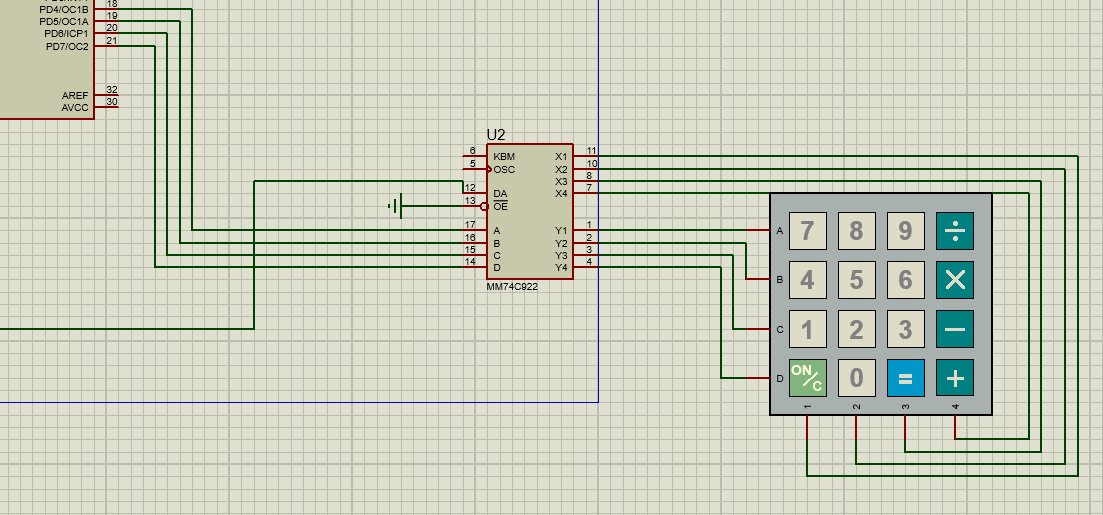 18
PD4/OC1B
19
PD5/OC1A
20
PD6/ICP1
21
PD7/OC2
32
AREF
30
AVCC
U2
6 KBM X1 11
5 OSC X2 10
X3 8
12 DA X4 7
13 OE
17 A Y1 1
16 B Y2 2
15 C Y3 3
14 D Y4 4
MM74C922
A 7 8 9 ÷
B 4 5 6 ×
C 1 2 3 −
D ON/C 0 = +
1 2 3 4